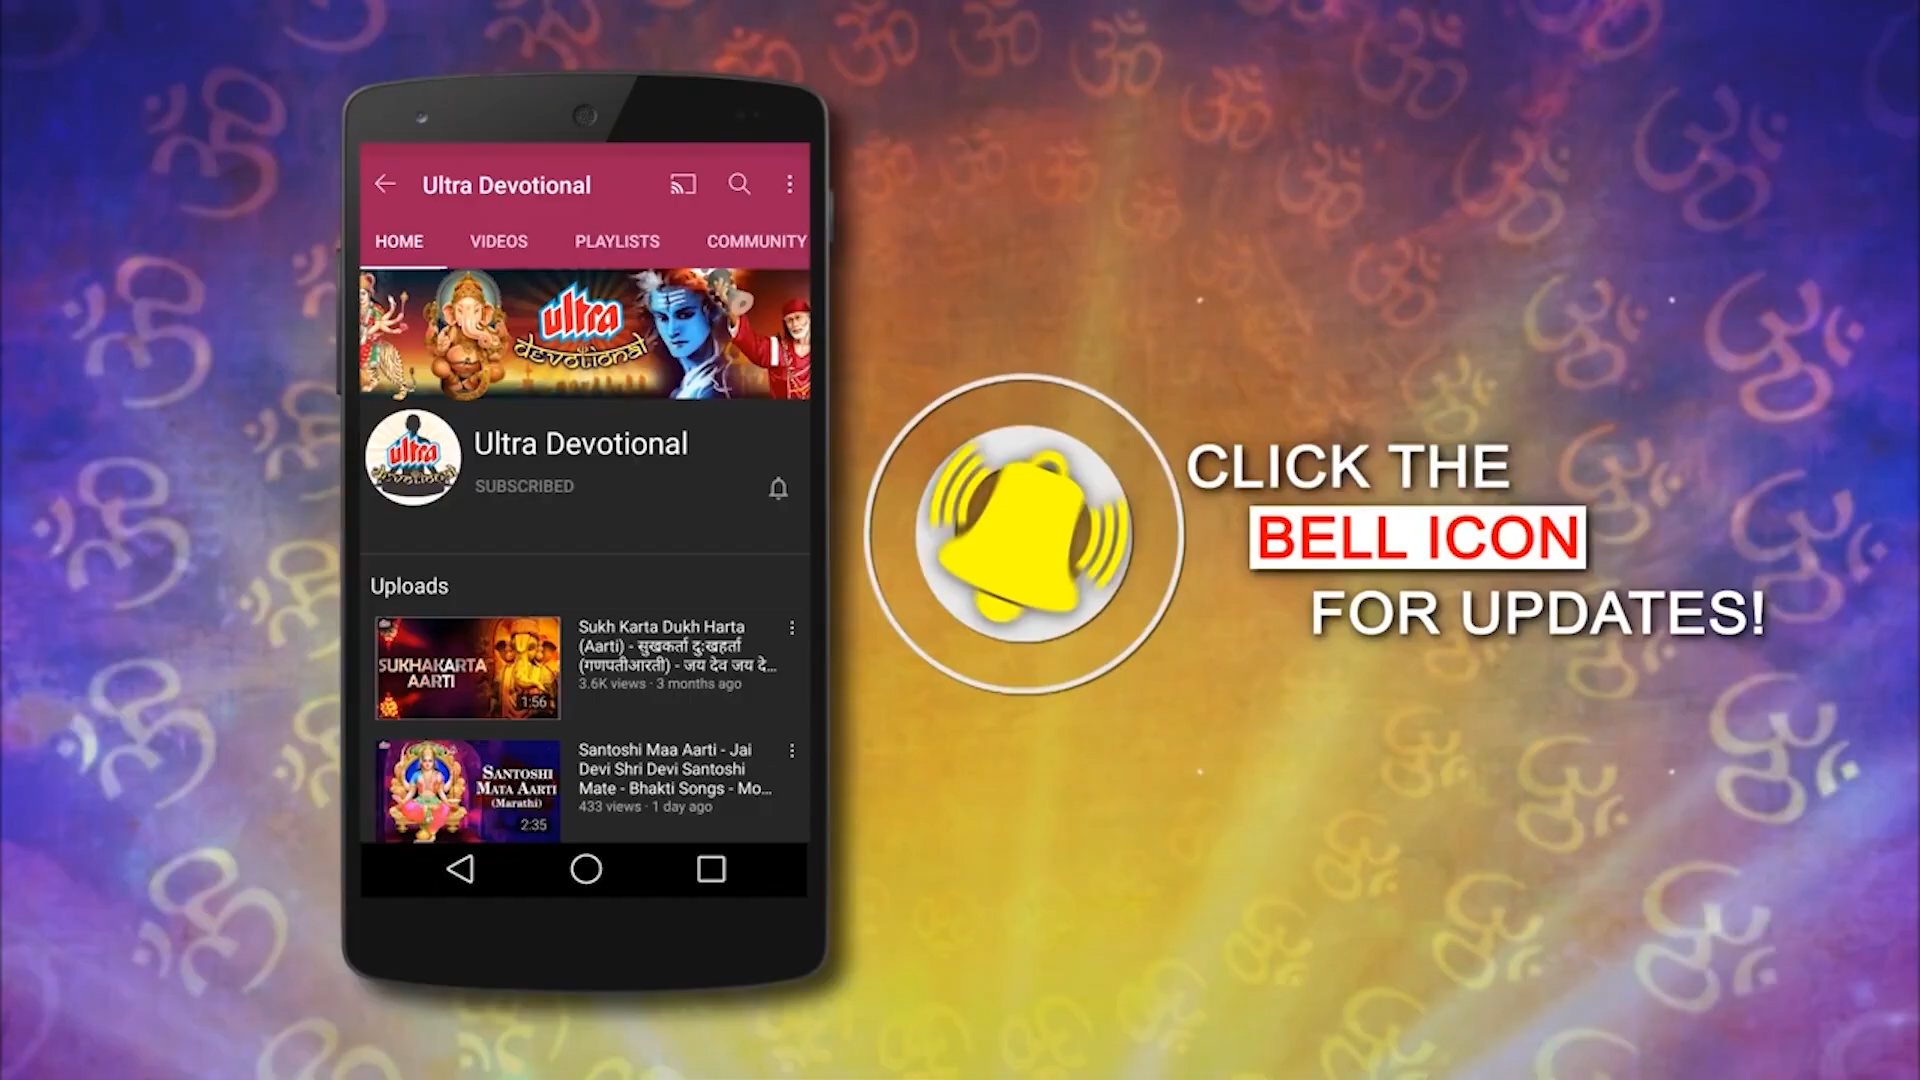 Ultra Devotional
HOME VIDEOS PLAYLISTS COMMUNITY
ultra
devotional
ultra
devotional
Ultra Devotional
SUBSCRIBED
Uploads
SUKHAKARTA
AARTI
1:56
Sukh Karta Dukh Harta
(Aarti) - सुखकर्ता दुःखहर्ता
(गणपतीआरती) - जय देव जय दे...
3.6K views · 3 months ago
SANTOSHI
MATA AARTI
(Marathi)
2:35
Santoshi Maa Aarti - Jai
Devi Shri Devi Santoshi
Mate - Bhakti Songs - Mo...
433 views · 1 day ago
CLICK THE
BELL ICON
FOR UPDATES!